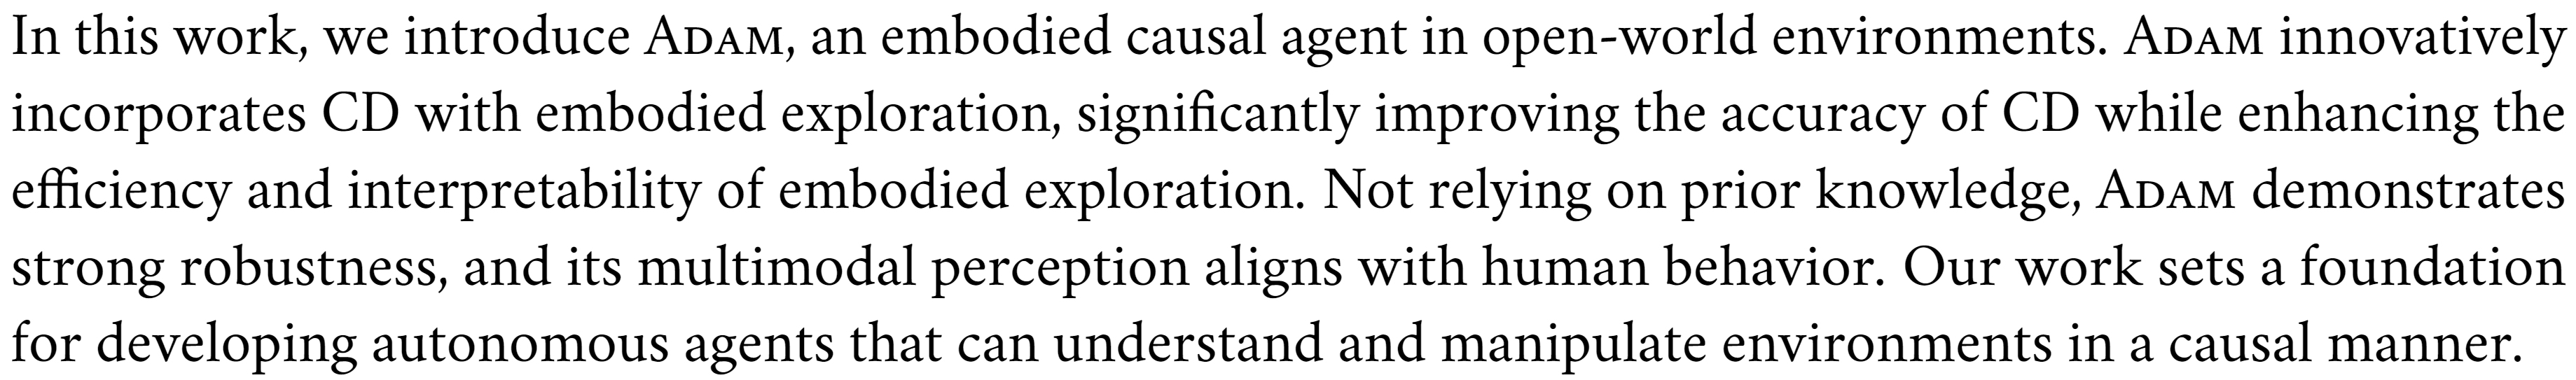 In this work, we introduce ADAM, an embodied causal agent in open-world environments. ADAM innovatively
incorporates CD with embodied exploration, significantly improving the accuracy of CD while enhancing the
efficiency and interpretability of embodied exploration. Not relying on prior knowledge, ADAM demonstrates
strong robustness, and its multimodal perception aligns with human behavior. Our work sets a foundation
for developing autonomous agents that can understand and manipulate environments in a causal manner.